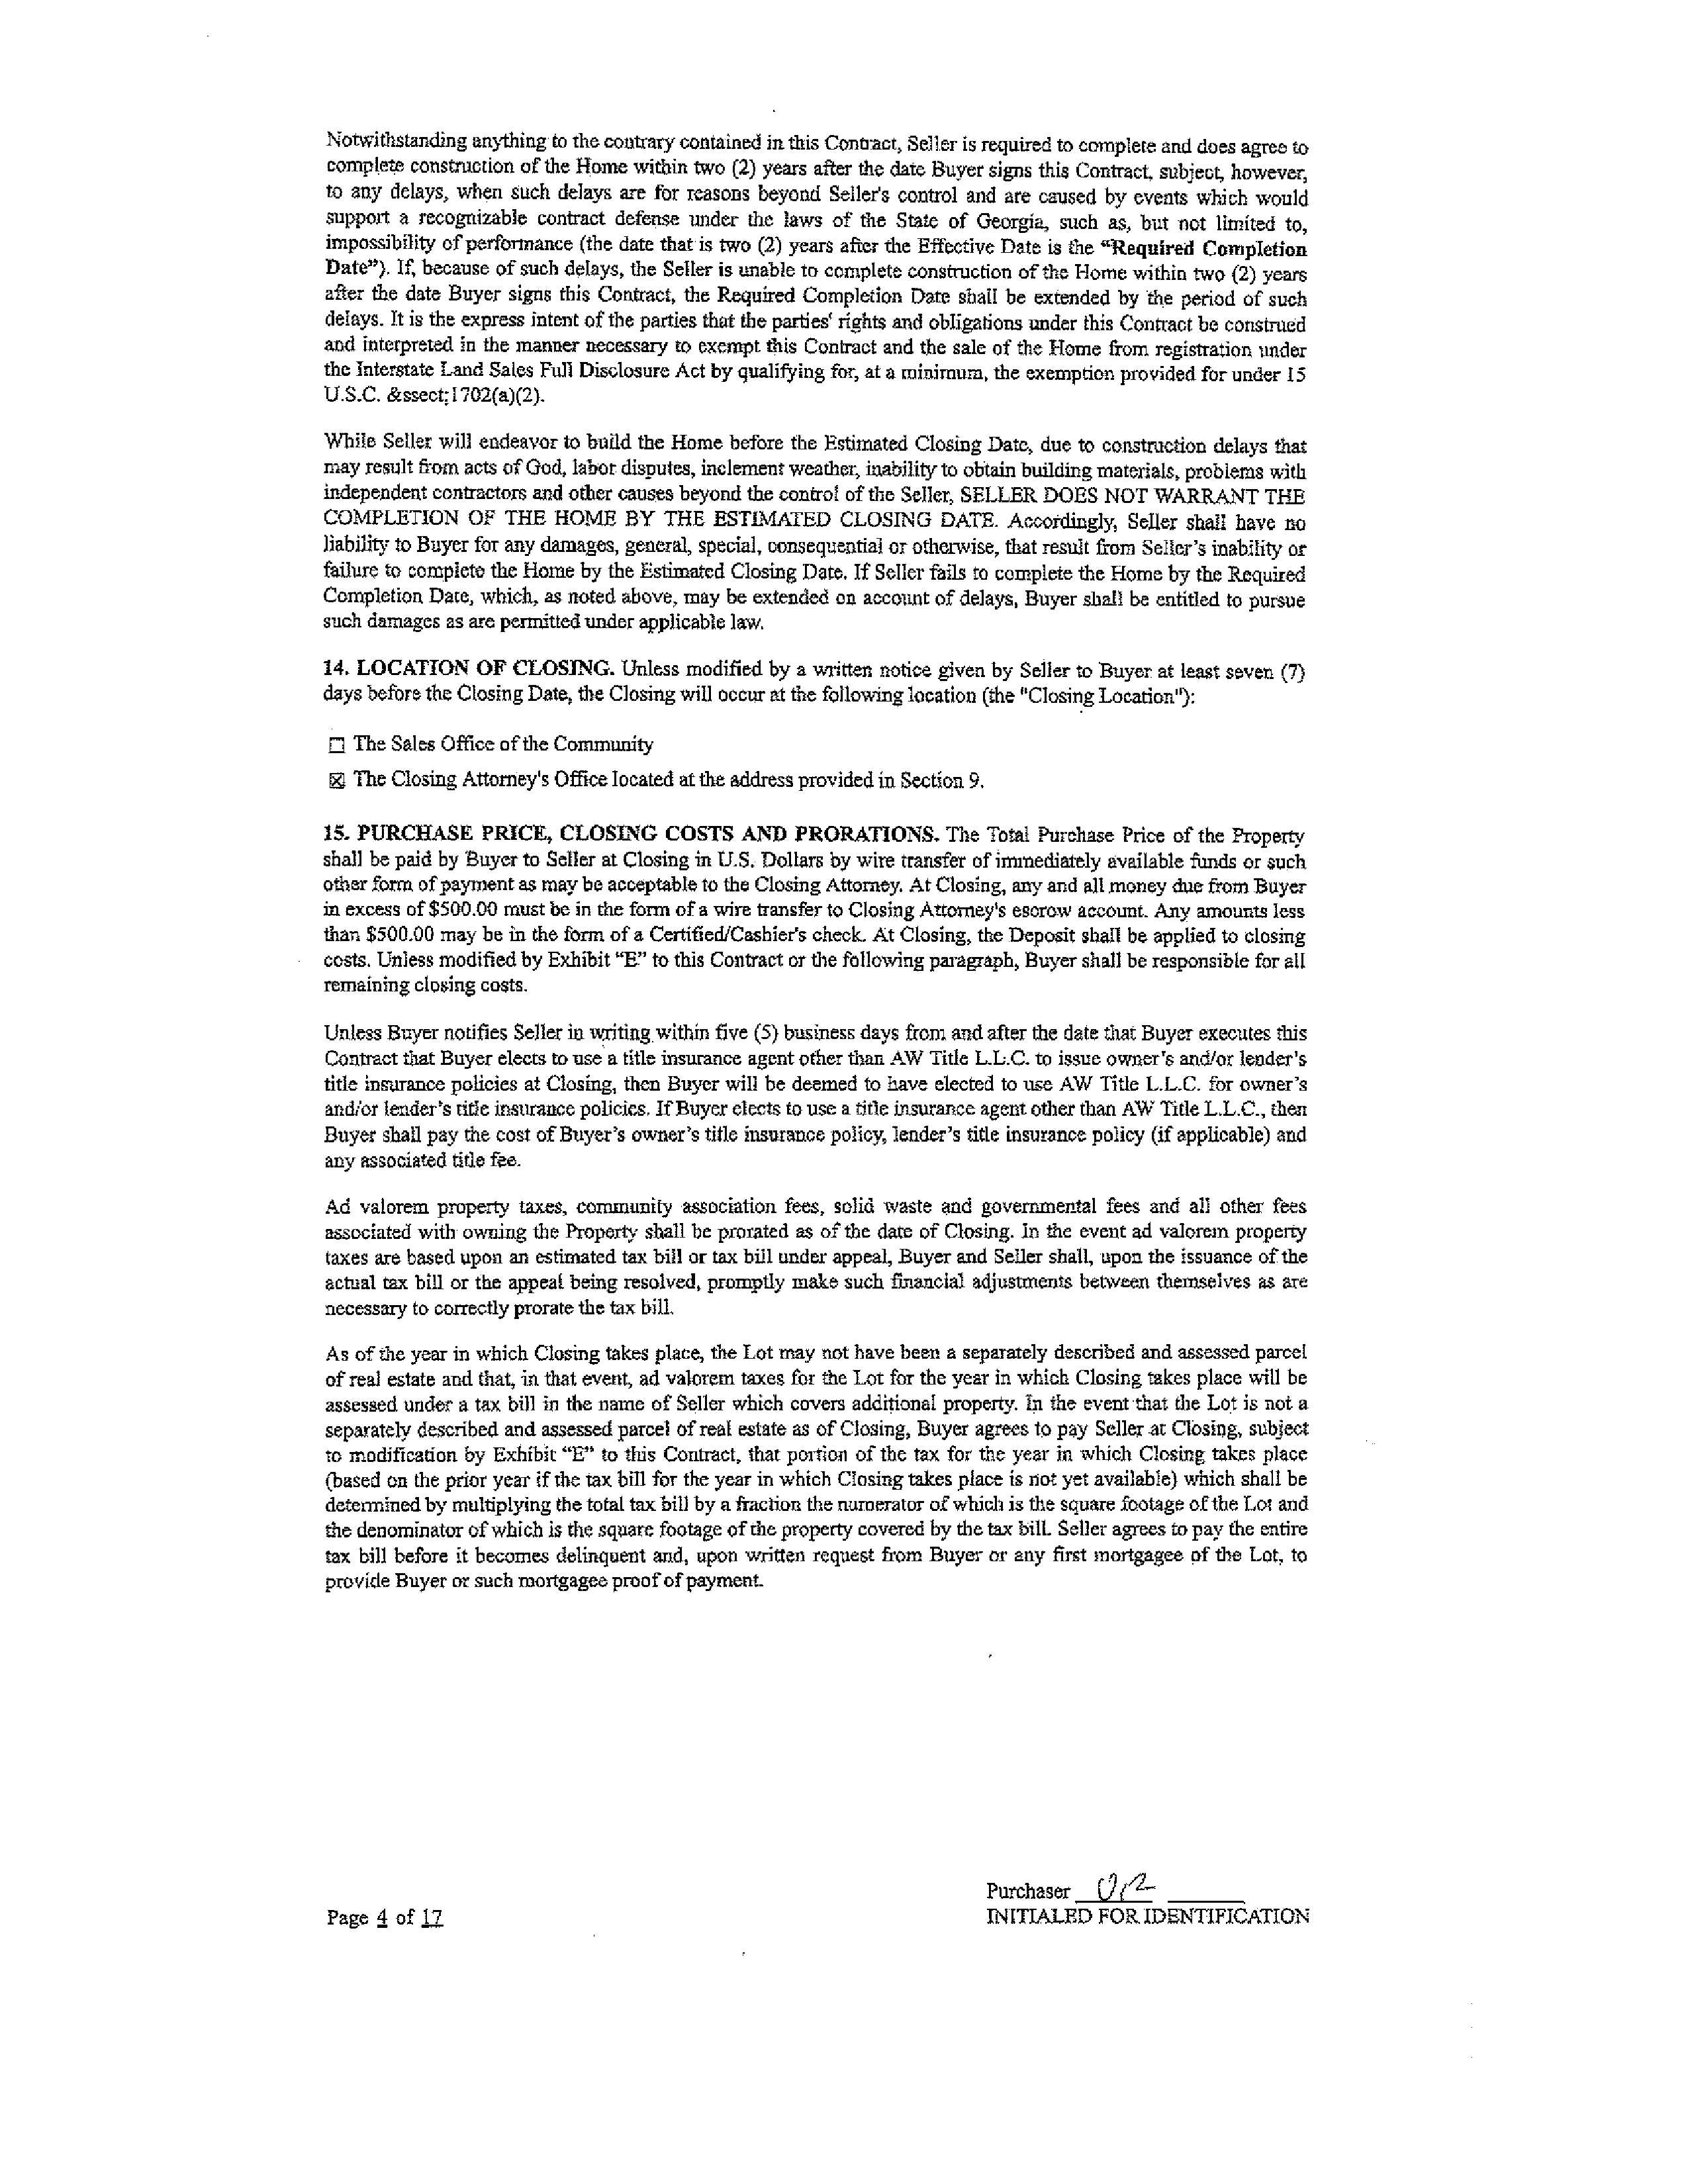 Notwithstanding anything to the contrary contained in this Contract, Seller is required to complete and does agree to
complete construction of the Home within two (2) years after the date Buyer signs this Contract, subject, however,
to any delays, when such delays are for reasons beyond Seller's control and are caused by events which would
support a recognizable contract defense under the laws of the State of Georgia, such as, but not limited to,
impossibility of performance (the date that is two (2) years after the Effective Date is the “Required Completion
Date”). If, because of such delays, the Seller is unable to complete construction of the Home within two (2) years
after the date Buyer signs this Contract, the Required Completion Date shall be extended by the period of such
delays. It is the express intent of the parties that the parties' rights and obligations under this Contract be construed
and interpreted in the manner necessary to exempt this Contract and the sale of the Home from registration under
the Interstate Land Sales Full Disclosure Act by qualifying for, at a minimum, the exemption provided for under 15
U.S.C. &ssect;1702(a)(2).
While Seller will endeavor to build the Home before the Estimated Closing Date, due to construction delays that
may result from acts of God, labor disputes, inclement weather, inability to obtain building materials, problems with
independent contractors and other causes beyond the control of the Seller, SELLER DOES NOT WARRANT THE
COMPLETION OF THE HOME BY THE ESTIMATED CLOSING DATE. Accordingly, Seller shall have no
liability to Buyer for any damages, general, special, consequential or otherwise, that result from Seller’s inability or
failure to complete the Home by the Estimated Closing Date. If Seller fails to complete the Home by the Required
Completion Date, which, as noted above, may be extended on account of delays, Buyer shall be entitled to pursue
such damages as are permitted under applicable law.
14. LOCATION OF CLOSING. Unless modified by a written notice given by Seller to Buyer at least seven (7)
days before the Closing Date, the Closing will occur at the following location (the "Closing Location"):
☐ The Sales Office of the Community
☒ The Closing Attorney's Office located at the address provided in Section 9.
15. PURCHASE PRICE, CLOSING COSTS AND PRORATIONS. The Total Purchase Price of the Property
shall be paid by Buyer to Seller at Closing in U.S. Dollars by wire transfer of immediately available funds or such
other form of payment as may be acceptable to the Closing Attorney. At Closing, any and all money due from Buyer
in excess of $500.00 must be in the form of a wire transfer to Closing Attorney's escrow account. Any amounts less
than $500.00 may be in the form of a Certified/Cashier's check. At Closing, the Deposit shall be applied to closing
costs. Unless modified by Exhibit “E” to this Contract or the following paragraph, Buyer shall be responsible for all
remaining closing costs.
Unless Buyer notifies Seller in writing within five (5) business days from and after the date that Buyer executes this
Contract that Buyer elects to use a title insurance agent other than AW Title L.L.C. to issue owner's and/or lender's
title insurance policies at Closing, then Buyer will be deemed to have elected to use AW Title L.L.C. for owner’s
and/or lender’s title insurance policies. If Buyer elects to use a title insurance agent other than AW Title L.L.C., then
Buyer shall pay the cost of Buyer’s owner’s title insurance policy, lender’s title insurance policy (if applicable) and
any associated title fee.
Ad valorem property taxes, community association fees, solid waste and governmental fees and all other fees
associated with owning the Property shall be prorated as of the date of Closing. In the event ad valorem property
taxes are based upon an estimated tax bill or tax bill under appeal, Buyer and Seller shall, upon the issuance of the
actual tax bill or the appeal being resolved, promptly make such financial adjustments between themselves as are
necessary to correctly prorate the tax bill.
As of the year in which Closing takes place, the Lot may not have been a separately described and assessed parcel
of real estate and that, in that event, ad valorem taxes for the Lot for the year in which Closing takes place will be
assessed under a tax bill in the name of Seller which covers additional property. In the event that the Lot is not a
separately described and assessed parcel of real estate as of Closing, Buyer agrees to pay Seller at Closing, subject
to modification by Exhibit “E” to this Contract, that portion of the tax for the year in which Closing takes place
(based on the prior year if the tax bill for the year in which Closing takes place is not yet available) which shall be
determined by multiplying the total tax bill by a fraction the numerator of which is the square footage of the Lot and
the denominator of which is the square footage of the property covered by the tax bill. Seller agrees to pay the entire
tax bill before it becomes delinquent and, upon written request from Buyer or any first mortgagee of the Lot, to
provide Buyer or such mortgagee proof of payment.
Purchaser
Page 4 of 17
INITIALED FOR IDENTIFICATION